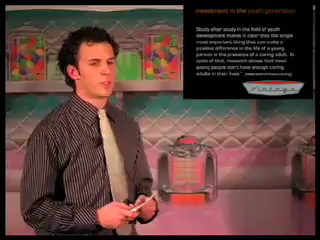 investment in the youth generation
"Study after study in the field of youth
development makes it clear that the single
most important thing that can make a
positive difference in the life of a young
person is the presence of a caring adult. In
spite of that, research shows that most
young people don't have enough caring
adults in their lives."
vintage